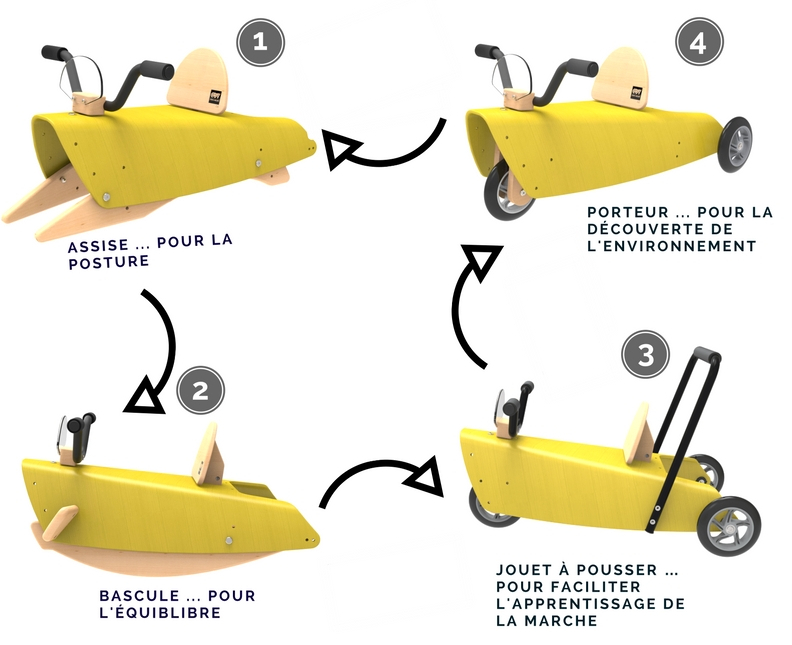 1
ASSISE ... POUR LA
POSTURE
2
BASCULE ... POUR
L'ÉQUIBLIBRE
3
JOUET À POUSSER ...
POUR FACILITER
L'APPRENTISSAGE DE
LA MARCHE
4
PORTEUR ... POUR LA
DÉCOUVERTE DE
L'ENVIRONNEMENT